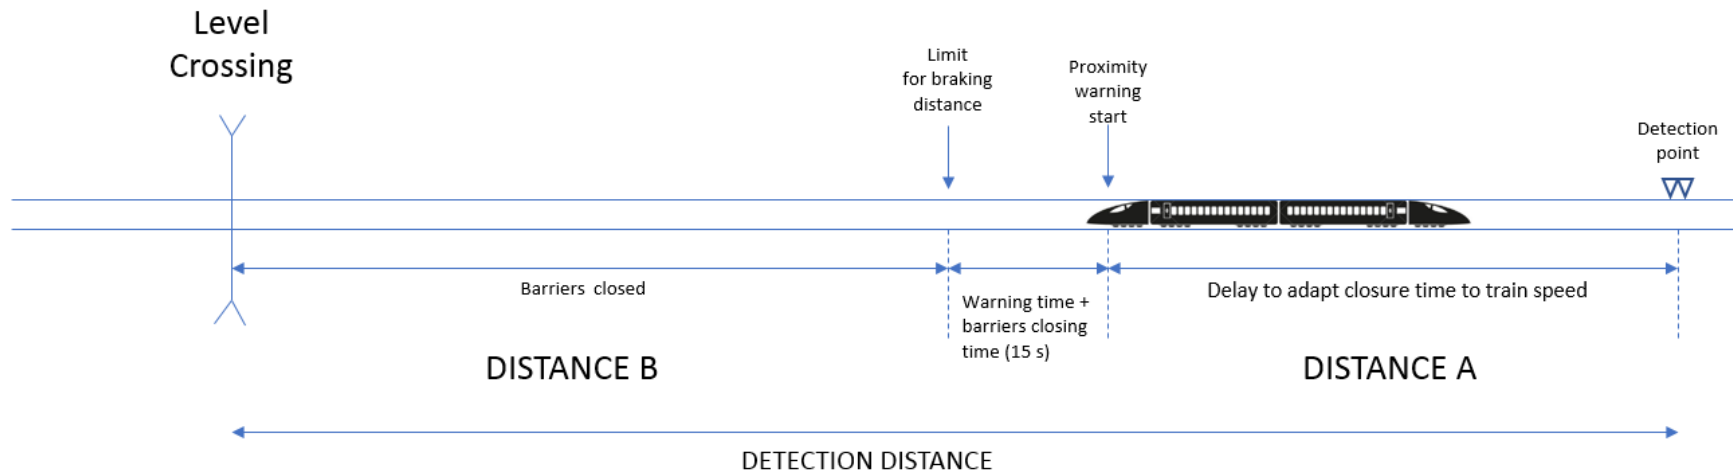 Level
Crossing
Limit
for braking
distance
Proximity
warning
start
Detection
point
Barriers closed
Warning time +
barriers closing
time (15 s)
Delay to adapt closure time to train speed
DISTANCE B
DISTANCE A
DETECTION DISTANCE